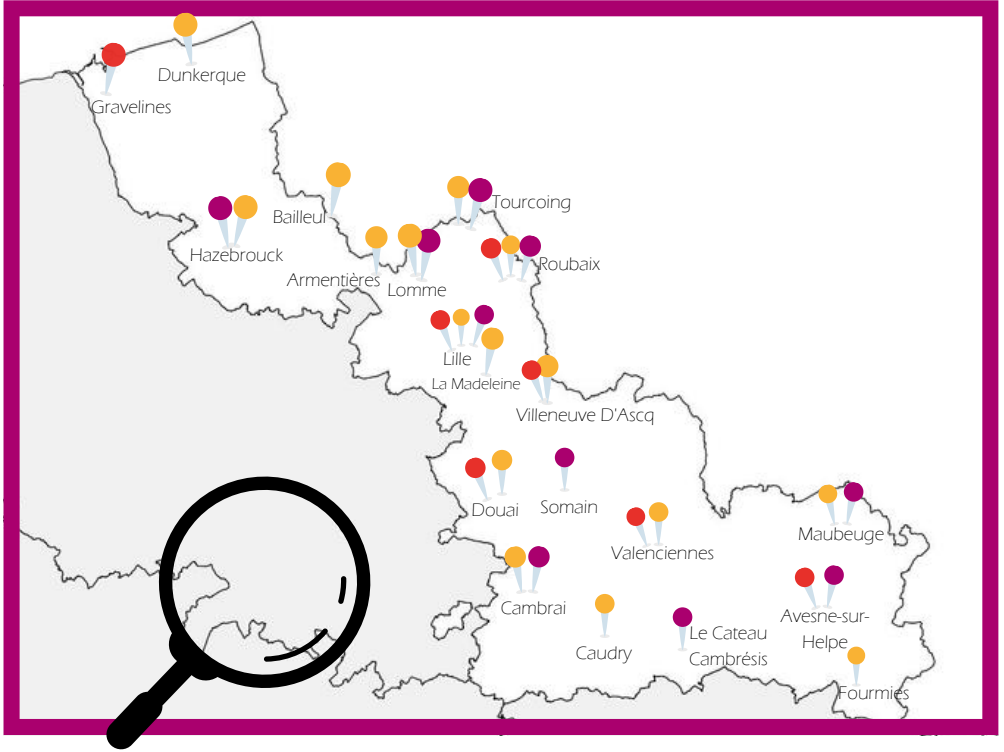 Dunkerque
Gravelines
Tourcoing
Bailleul
Hazebrouck
Roubaix
Armentières
Lomme
Lille
La Madeleine
Villeneuve D'Ascq
Douai
Somain
Maubeuge
Valenciennes
Cambrai
Avesne-sur-
Helpe
Le Cateau
Cambrésis
Caudry
Fourmies